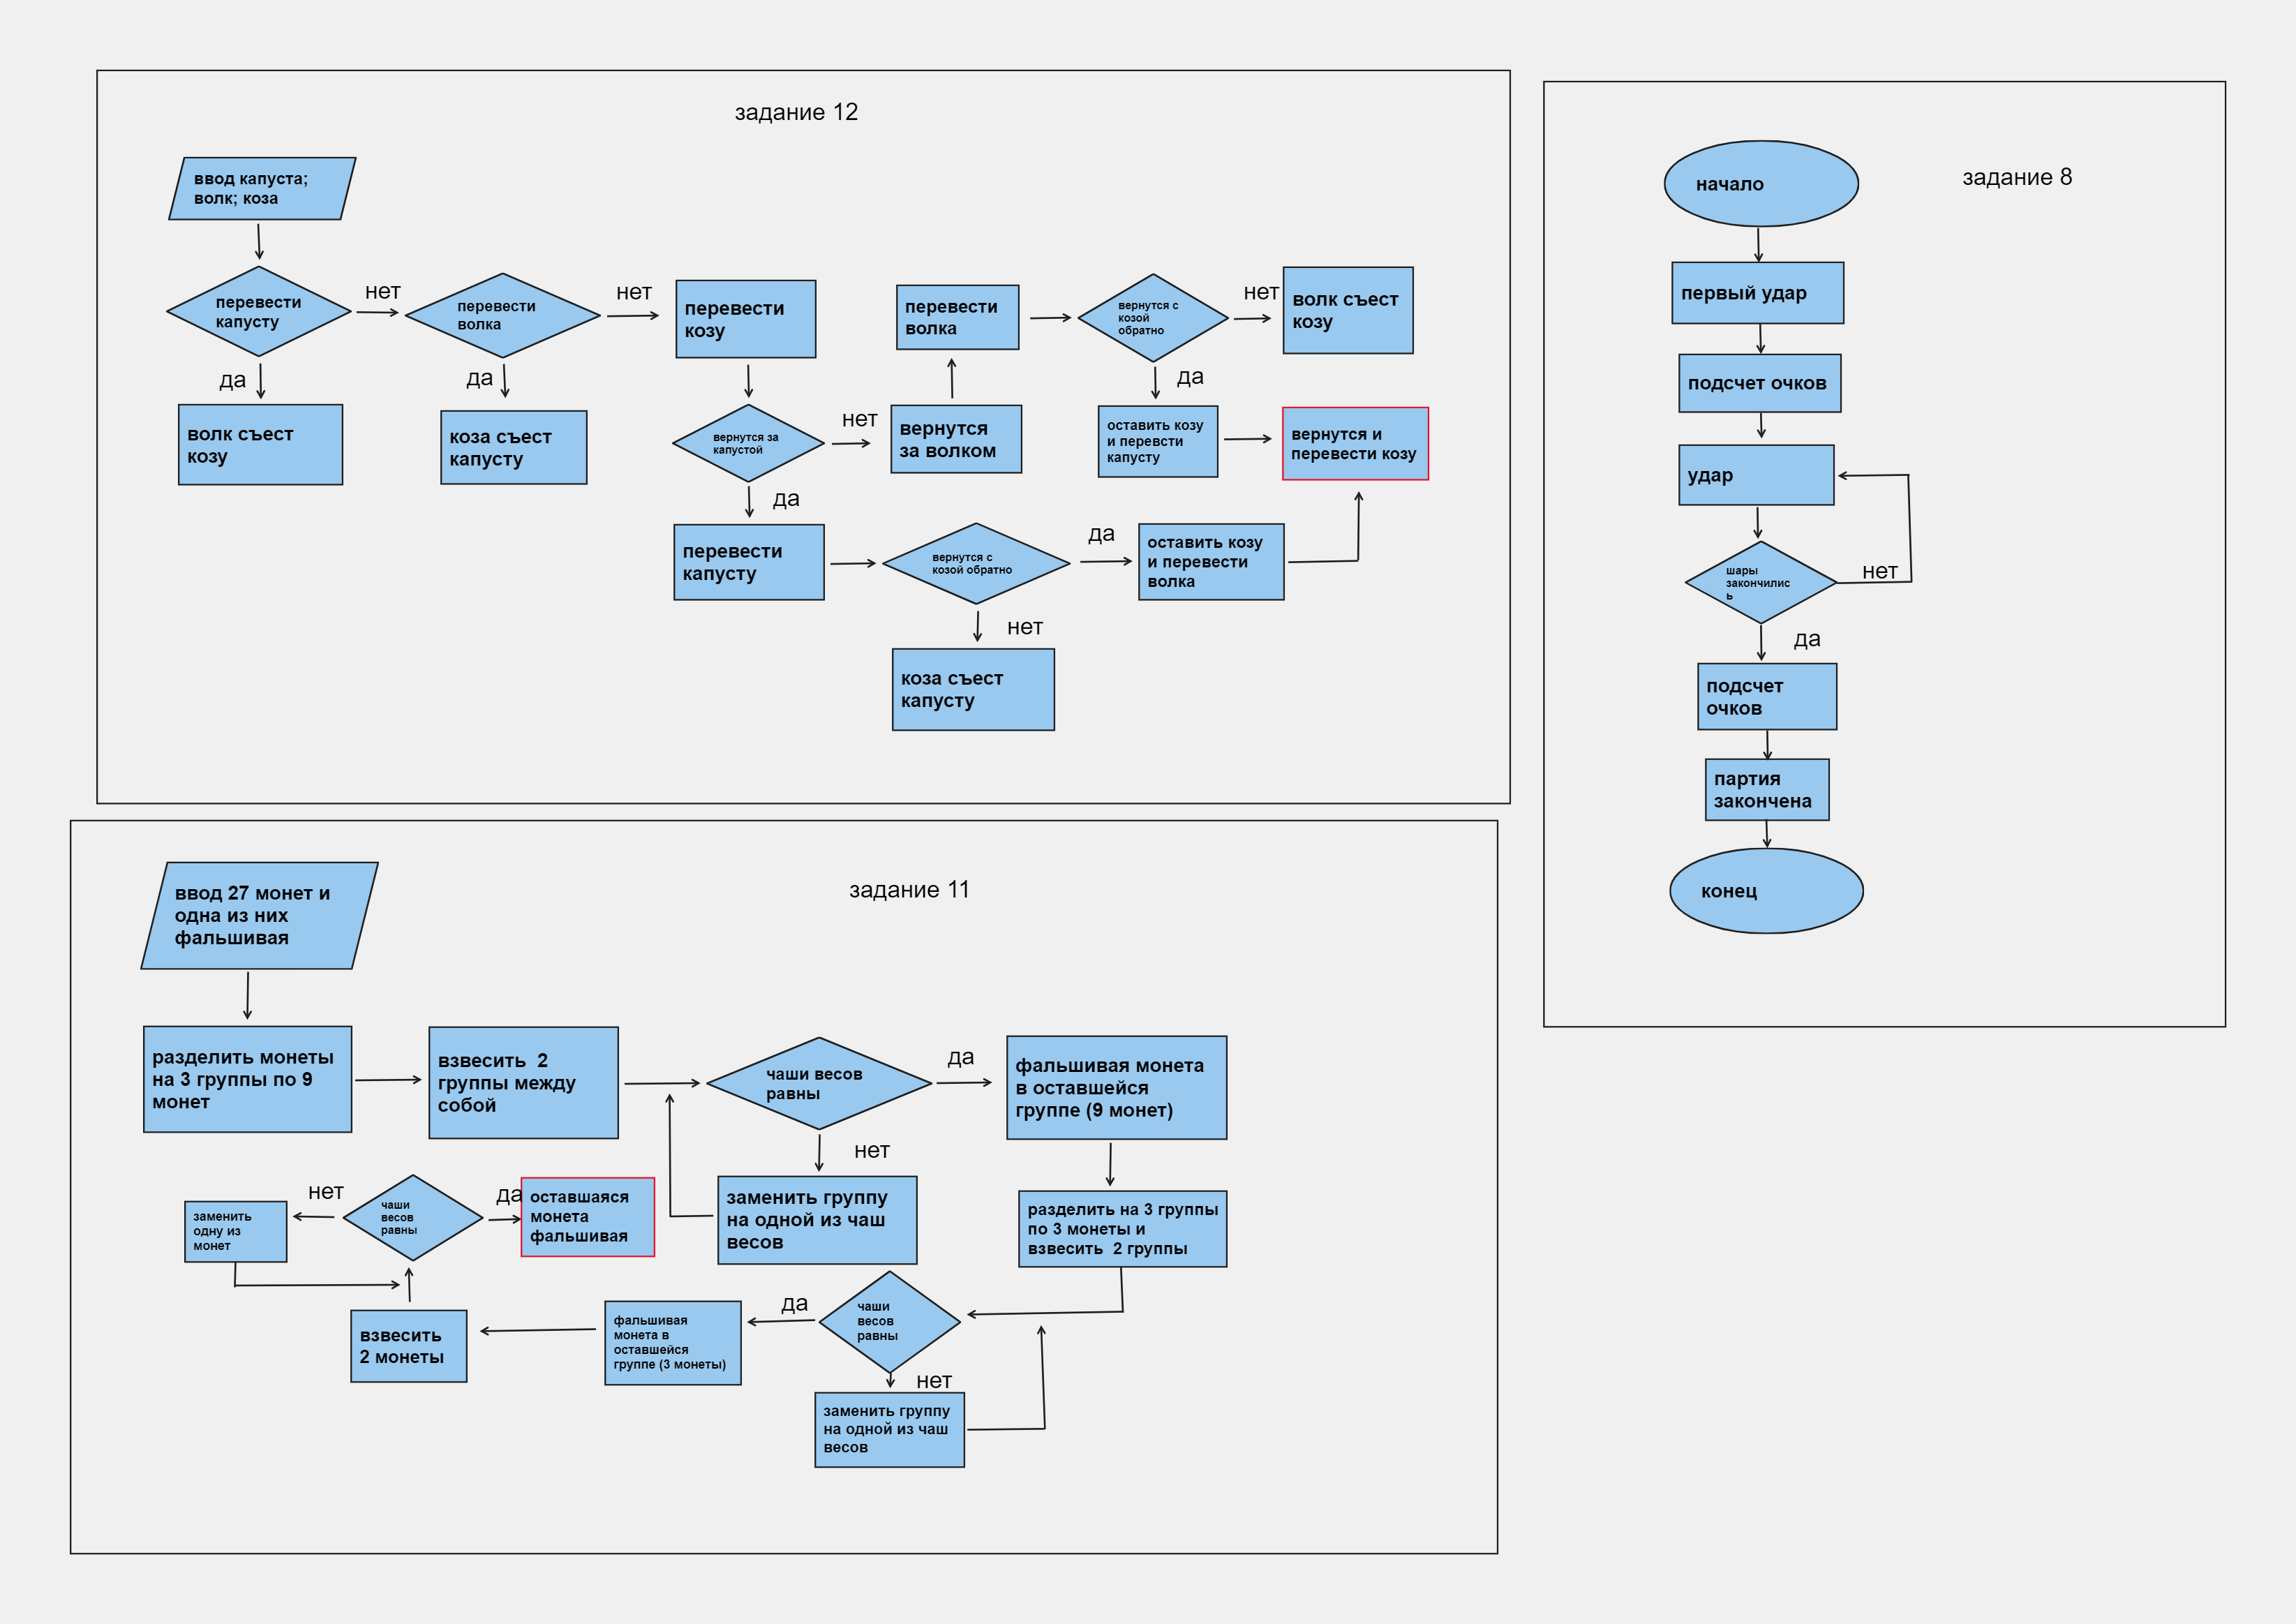 задание 12
ввод капуста;
волк; коза
перевести
капусту
нет
перевести
волка
нет
перевести
козу
перевести
волка
вернутся с
козой
обратно
нет
волк съест
козу
да
волк съест
козу
да
коза съест
капусту
вернутся за
капустой
нет
вернутся
за волком
да
оставить козу
и перевсти
капусту
вернутся и
перевести козу
да
перевести
капусту
вернутся с
козой обратно
да
оставить козу
и перевести
волка
нет
коза съест
капусту
задание 8
начало
первый удар
подсчет очков
удар
шары
закончилис
ь
нет
да
подсчет
очков
партия
закончена
конец
задание 11
ввод 27 монет и
одна из них
фальшивая
разделить монеты
на 3 группы по 9
монет
взвесить  2
группы между
собой
чаши весов
равны
да
фальшивая монета
в оставшейся
группе (9 монет)
нет
заменить группу
на одной из чаш
весов
разделить на 3 группы
по 3 монеты и
взвесить  2 группы
чаши
весов
равны
да
фальшивая
монета в
оставшейся
группе (3 монеты)
нет
заменить группу
на одной из чаш
весов
взвесить
2 монеты
чаши
весов
равны
нет
заменить
одну из
монет
да
оставшаяся
монета
фальшивая